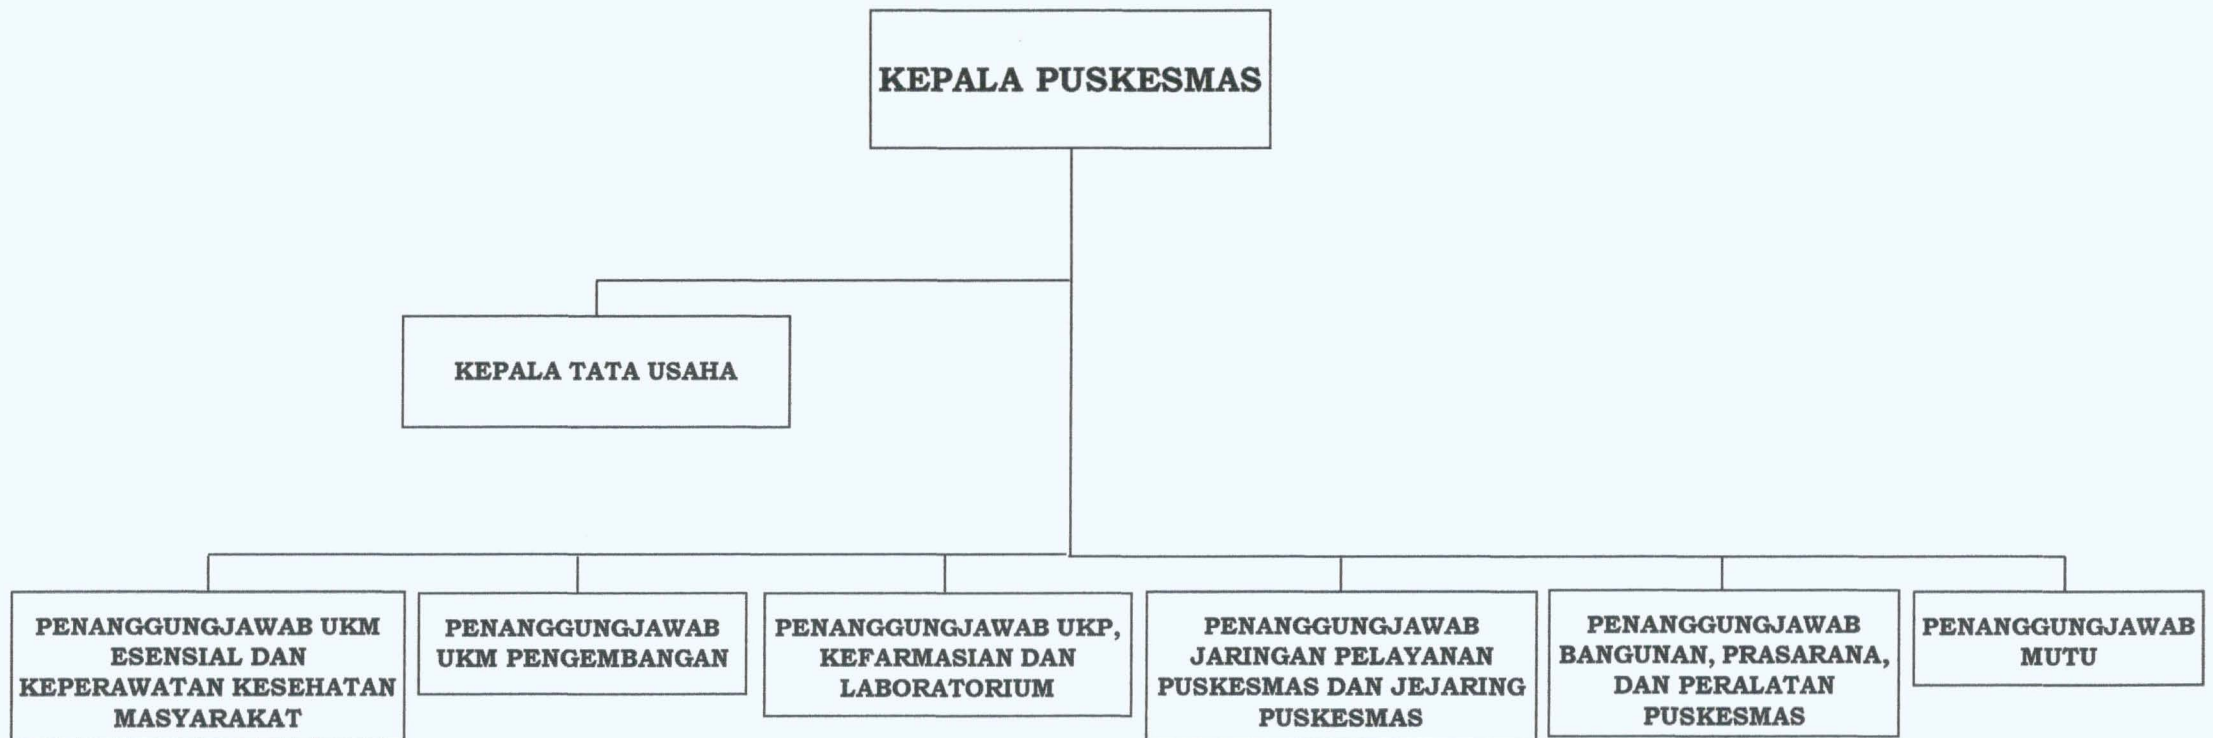 KEPALA PUSKESMAS
KEPALA TATA USAHA
PENANGGUNGJAWAB UKM
ESENSIAL DAN
KEPERAWATAN KESEHATAN
MASYARAKAT
PENANGGUNGJAWAB
UKM PENGEMBANGAN
PENANGGUNGJAWAB UKP,
KEFARMASIAN DAN
LABORATORIUM
PENANGGUNGJAWAB
JARINGAN PELAYANAN
PUSKESMAS DAN JEJARING
PUSKESMAS
PENANGGUNGJAWAB
BANGUNAN, PRASARANA,
DAN PERALATAN
PUSKESMAS
PENANGGUNGJAWAB
MUTU